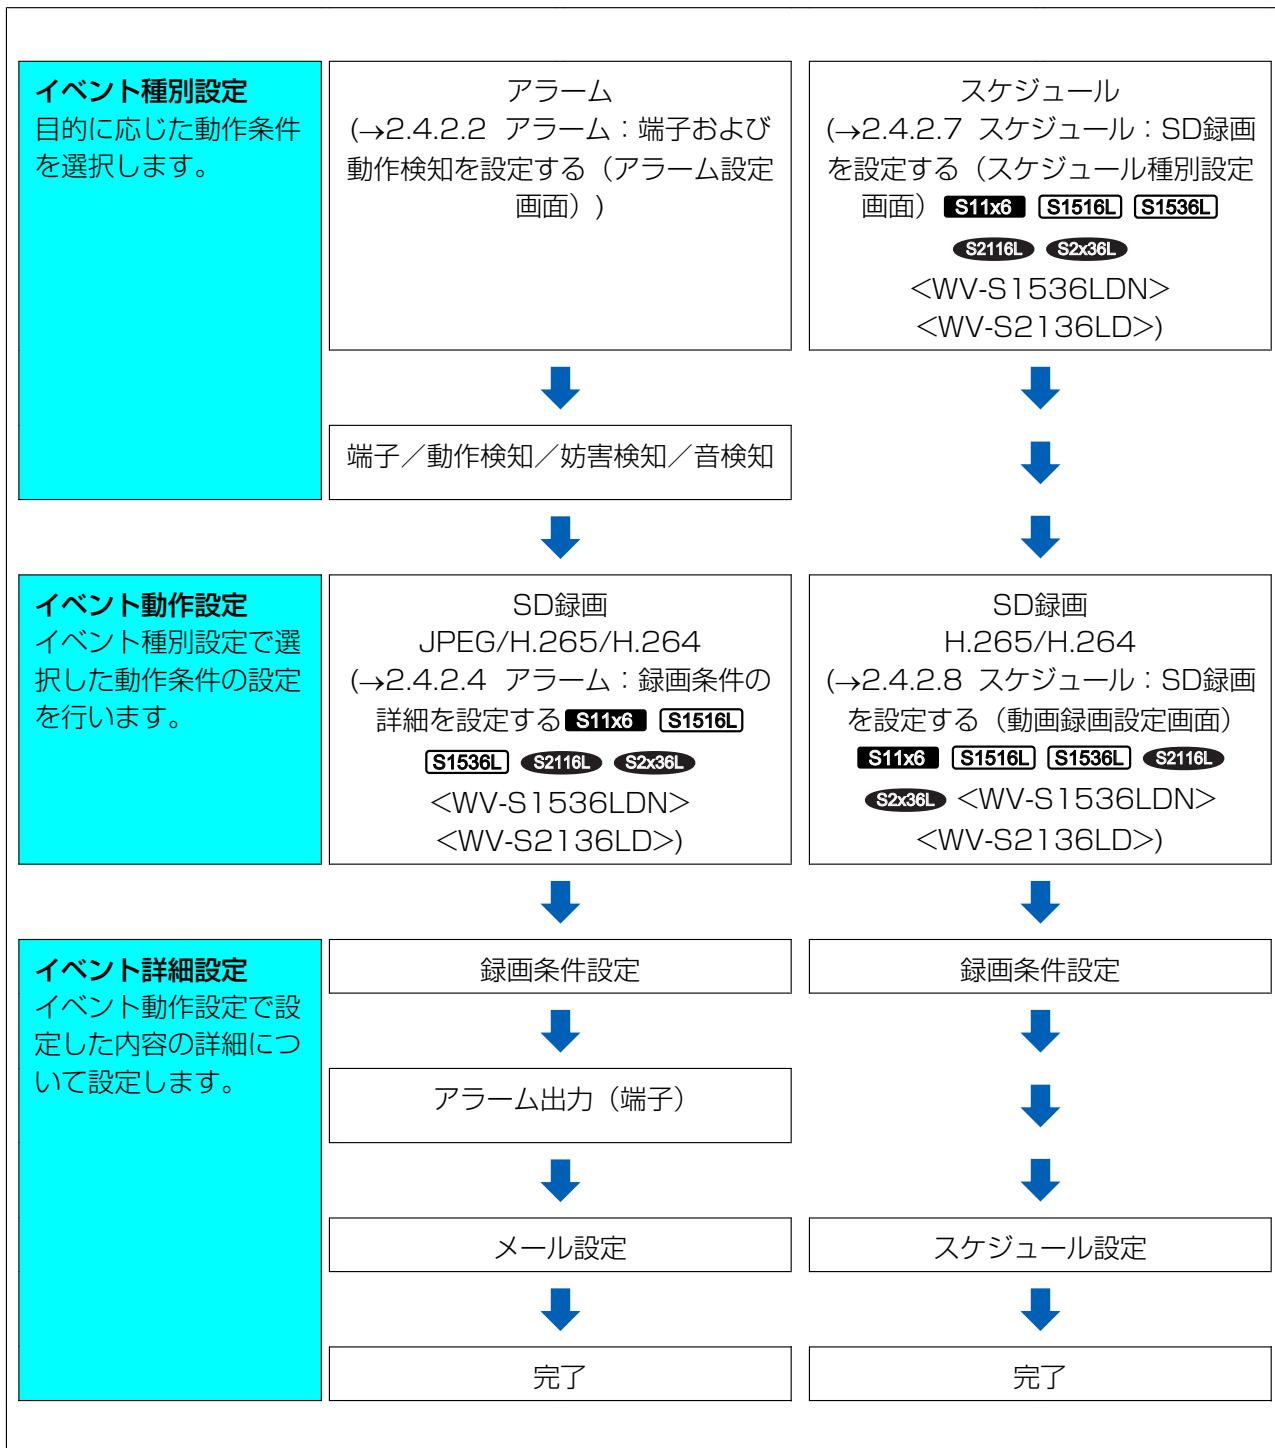 イベント種別設定
目的に応じた動作条件
を選択します。
アラーム
(→2.4.2.2 アラーム：端子および
動作検知を設定する（アラーム設定
画面）)
スケジュール
(→2.4.2.7 スケジュール：SD録画
を設定する（スケジュール種別設定
画面） S11x6 S1516L S1536L
S2116L S2x36L
<WV-S1536LDN>
<WV-S2136LD>)
端子／動作検知／妨害検知／音検知
イベント動作設定
イベント種別設定で選
択した動作条件の設定
を行います。
SD録画
JPEG/H.265/H.264
(→2.4.2.4 アラーム：録画条件の
詳細を設定する S11x6 S1516L
S1536L S2116L S2x36L
<WV-S1536LDN>
<WV-S2136LD>)
SD録画
H.265/H.264
(→2.4.2.8 スケジュール：SD録画
を設定する（動画録画設定画面）
S11x6 S1516L S1536L S2116L
S2x36L <WV-S1536LDN>
<WV-S2136LD>)
イベント詳細設定
イベント動作設定で設
定した内容の詳細につ
いて設定します。
録画条件設定
録画条件設定
アラーム出力（端子）
メール設定
スケジュール設定
完了
完了